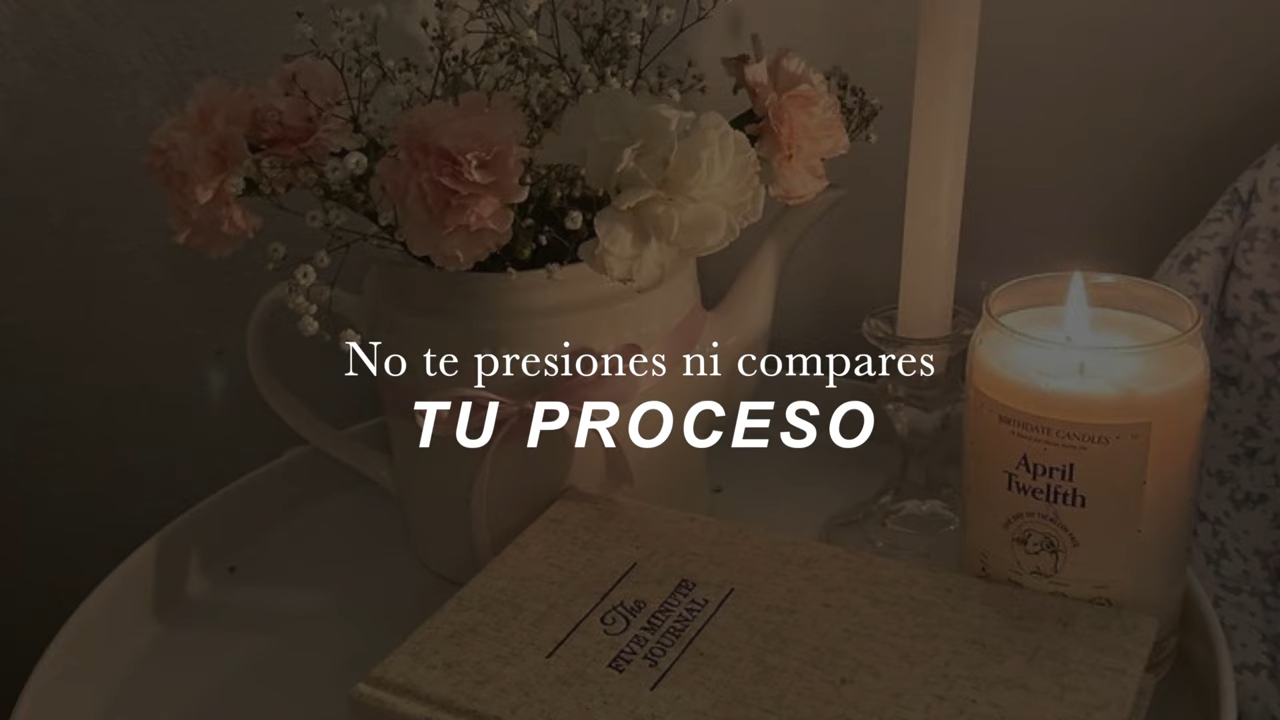 No te presiones ni compares
TU PROCESO
BIRTHDATE CANDLES
April
Twelfth
The
FIVE MINUTE
JOURNAL